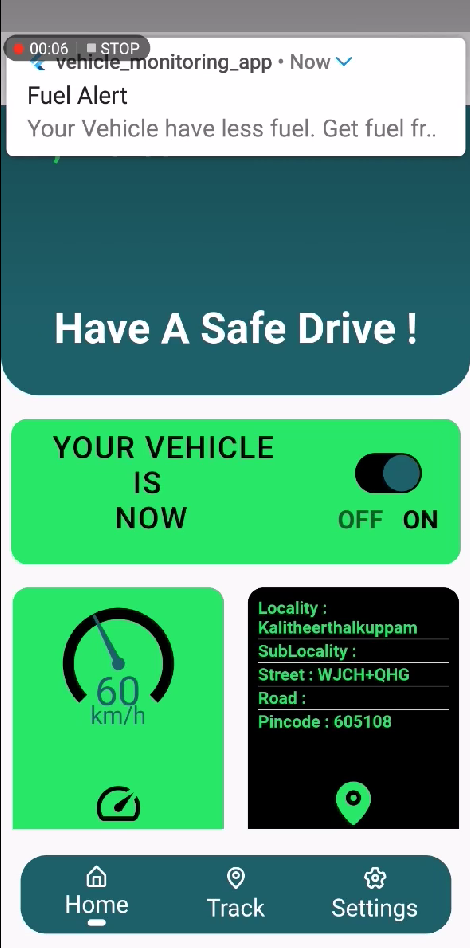 00:06 STOP
vehicle_monitoring_app • Now
Fuel Alert
Your Vehicle have less fuel. Get fuel fr..
Have A Safe Drive !
YOUR VEHICLE
IS
NOW
OFF ON
60
km/h
Locality :
Kalitheerthalkuppam
SubLocality :
Street : WJCH+QHG
Road :
Pincode : 605108
Home Track Settings